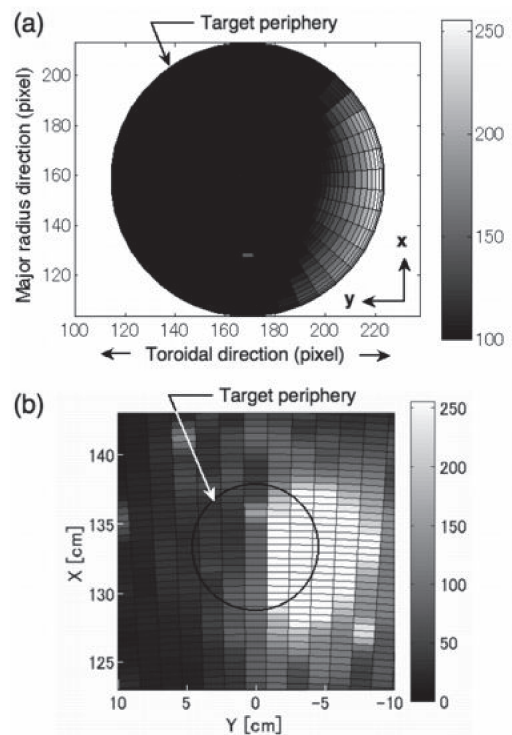 (a)
Target periphery
250
200
150
100
Major radius direction (pixel)
200
180
160
140
120
x
y
100 120 140 160 180 200 220
Toroidal direction (pixel)
(b)
Target periphery
250
200
150
100
50
0
X [cm]
140
135
130
125
10 5 0 -5 -10
Y [cm]